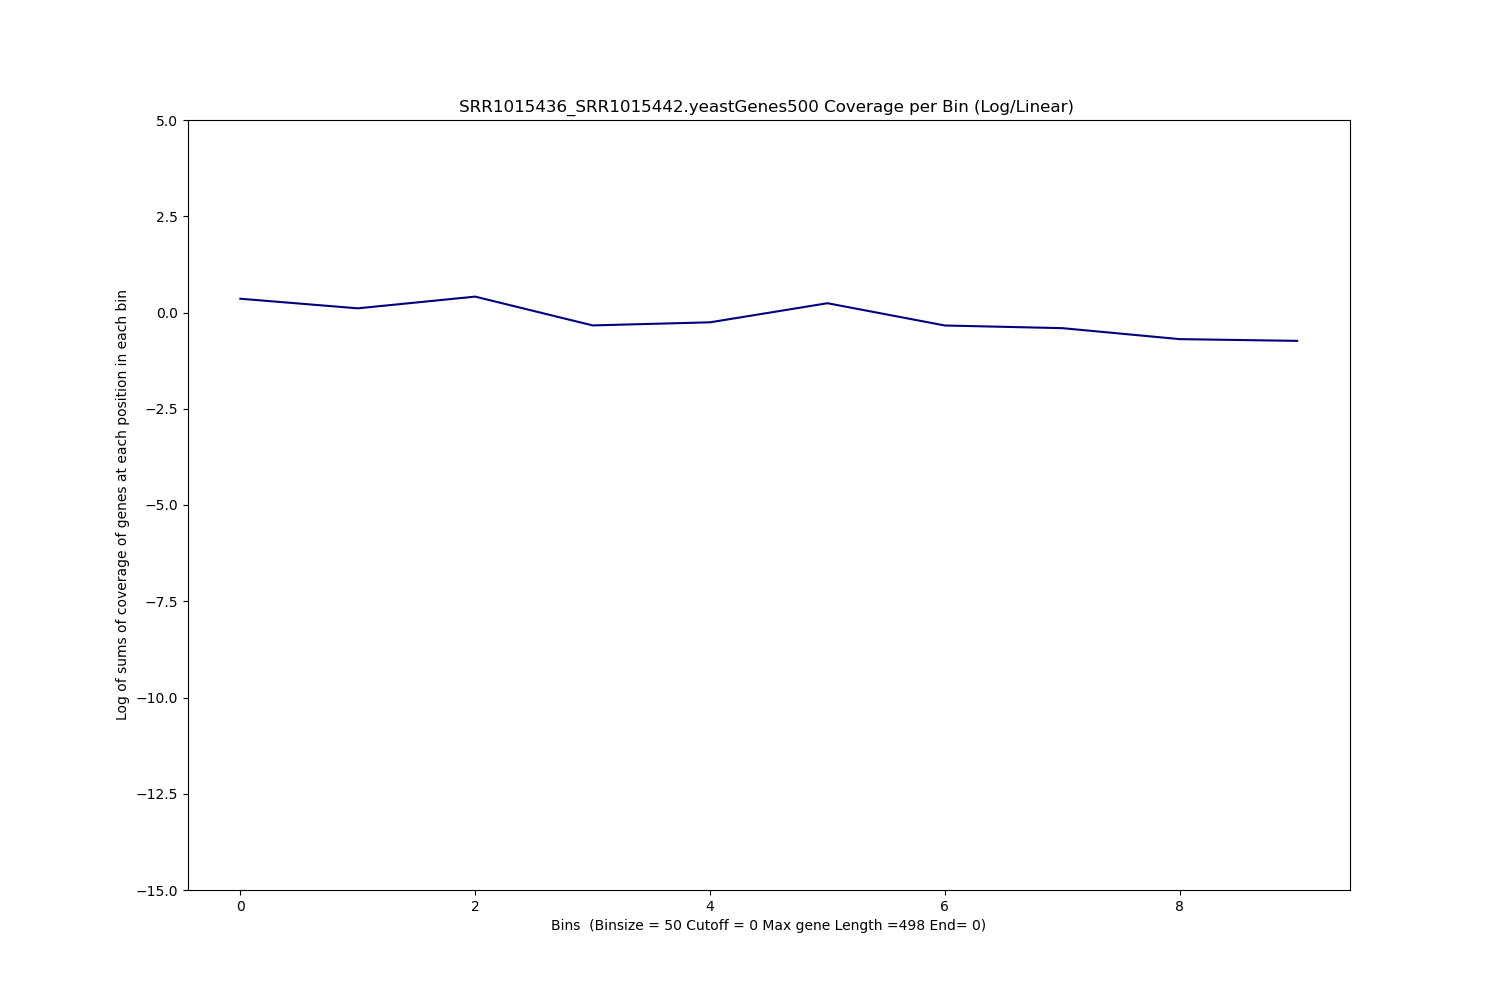 SRR1015436_SRR1015442.yeastGenes500 Coverage per Bin (Log/Linear)
Log of sums of coverage of genes at each position in each bin
5.0
2.5
0.0
−2.5
−5.0
−7.5
−10.0
−12.5
−15.0
0 2 4 6 8
Bins  (Binsize = 50 Cutoff = 0 Max gene Length =498 End= 0)